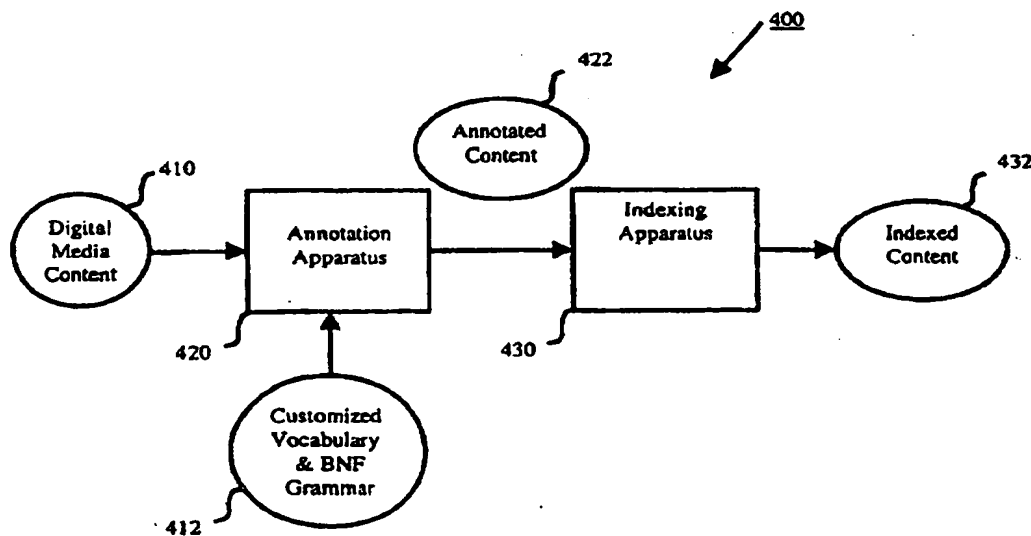 400
422
Annotated
Content
410
432
Digital
Media
Content
Annotation
Apparatus
Indexing
Apparatus
Indexed
Content
420
430
Customized
Vocabulary
& BNF
Grammar
412